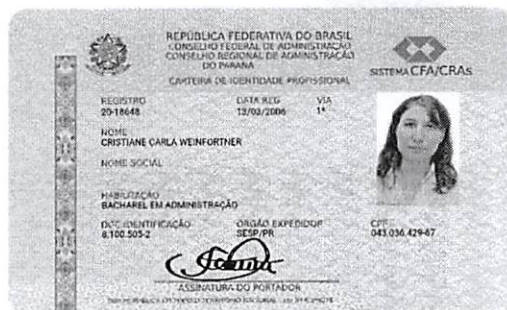 REPÚBLICA FEDERATIVA DO BRASIL
CONSELHO FEDERAL DE ADMINISTRAÇÃO
CONSELHO REGIONAL DE ADMINISTRAÇÃO
DO PARANÁ
CARTEIRA DE IDENTIDADE PROFISSIONAL
SISTEMA CFA/CRAs
REGISTRO DATA REG VIA
20-18648 13/03/2006 1ª
NOME
CRISTIANE CARLA WEINFORTNER
NOME SOCIAL
HABILITAÇÃO
BACHAREL EM ADMINISTRAÇÃO
DOC IDENTIFICAÇÃO ÓRGÃO EXPEDIDOR CPF
8.100.505-2 SESP/PR 043.036.429-67
ASSINATURA DO PORTADOR